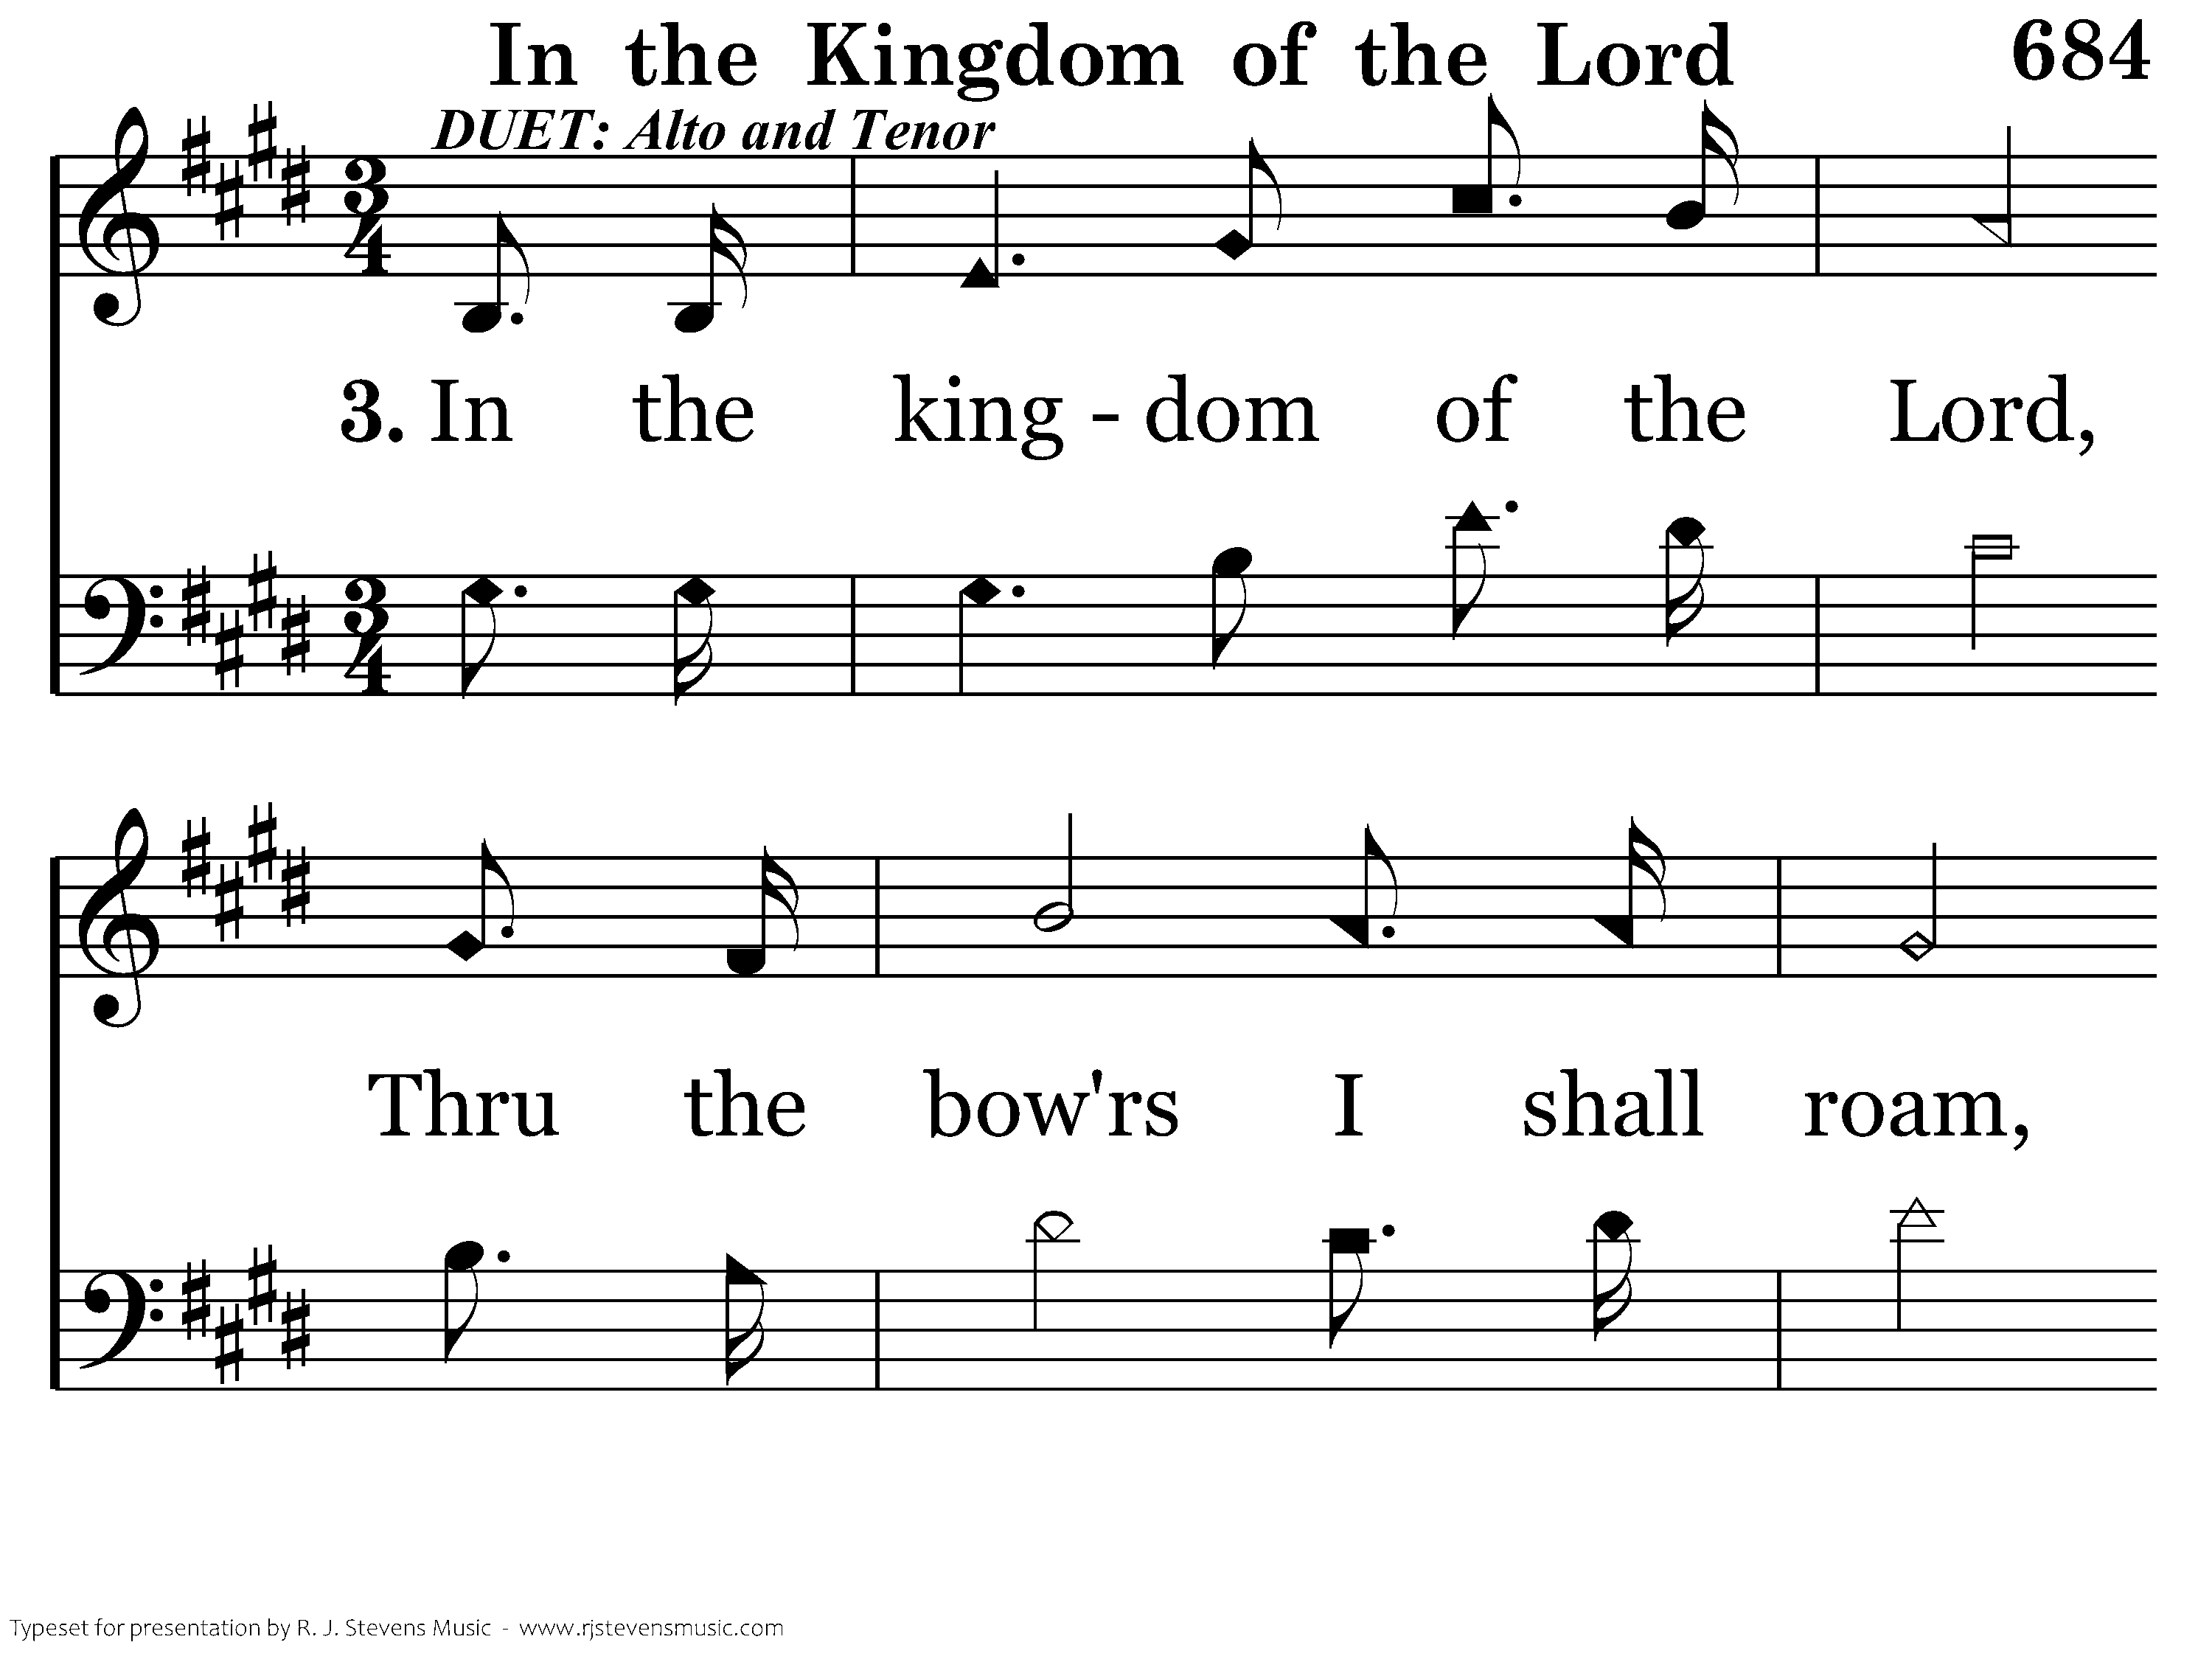 In the Kingdom of the Lord 684
DUET: Alto and Tenor
3. In the king - dom of the Lord,
Thru the bow'rs I shall roam,
Typeset for presentation by R. J. Stevens Music - www.rjstevensmusic.com